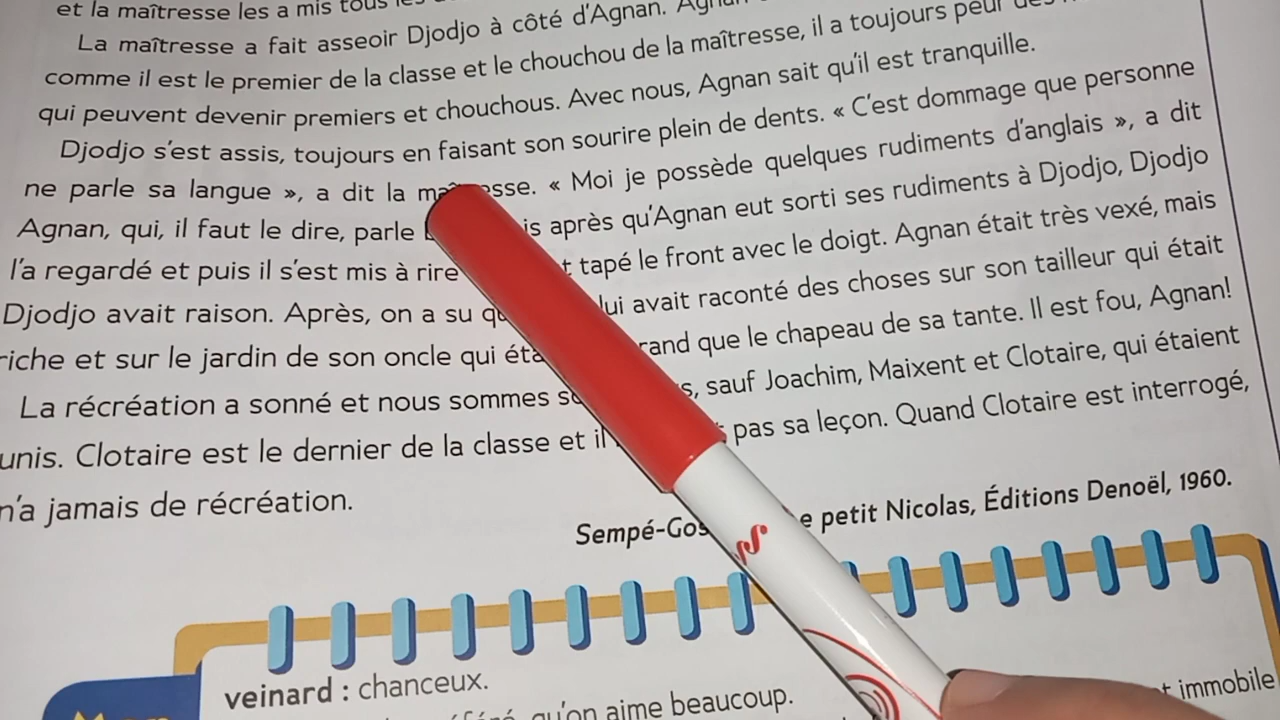 et la maîtresse les a mis tous
La maîtresse a fait asseoir Djodjo à côté d'Agnan.
comme il est le premier de la classe et le chouchou de la maîtresse, il a toujours peur
qui peuvent devenir premiers et chouchous. Avec nous, Agnan sait qu'il est tranquille.
Djodjo s'est assis, toujours en faisant son sourire plein de dents. « C'est dommage que personne
ne parle sa langue », a dit la maîtresse. « Moi je possède quelques rudiments d'anglais », a dit
Agnan, qui, il faut le dire, parle après qu'Agnan eut sorti ses rudiments à Djodjo, Djodjo
l'a regardé et puis il s'est mis à rire tapé le front avec le doigt. Agnan était très vexé, mais
Djodjo avait raison. Après, on a su lui avait raconté des choses sur son tailleur qui était
riche et sur le jardin de son oncle qui que le chapeau de sa tante. Il est fou, Agnan!
La récréation a sonné et nous sommes sauf Joachim, Maixent et Clotaire, qui étaient
unis. Clotaire est le dernier de la classe et il pas sa leçon. Quand Clotaire est interrogé,
n'a jamais de récréation.
Sempé- petit Nicolas, Éditions Denoël, 1960.
veinard : chanceux.
qu'on aime beaucoup.
immobile